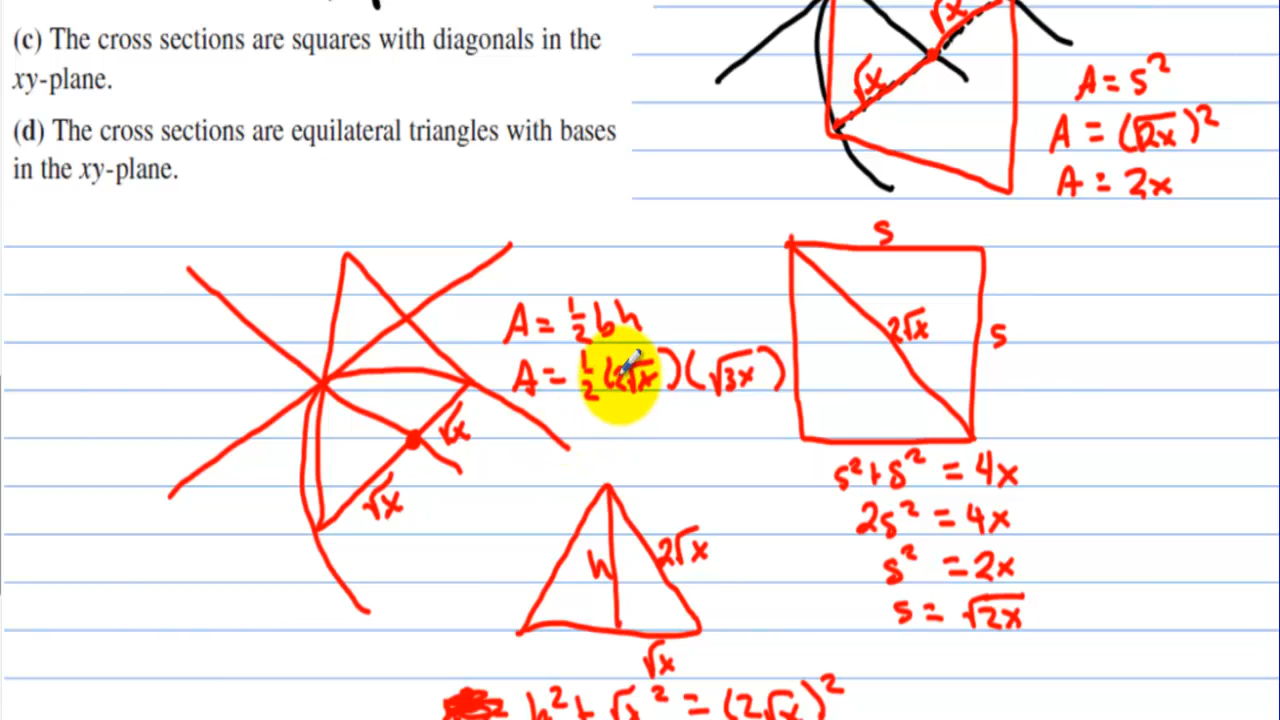 (c) The cross sections are squares with diagonals in the
xy-plane.
(d) The cross sections are equilateral triangles with bases
in the xy-plane.
√x
√x
A = s²
A = (√2x)²
A = 2x
A = ½bh
A = ½(2√x)(√3x)
√x
√x
s
2√x
s
s² + s² = 4x
2s² = 4x
s² = 2x
s = √2x
h
2√x
√x
h² + √x² = (2√x)²